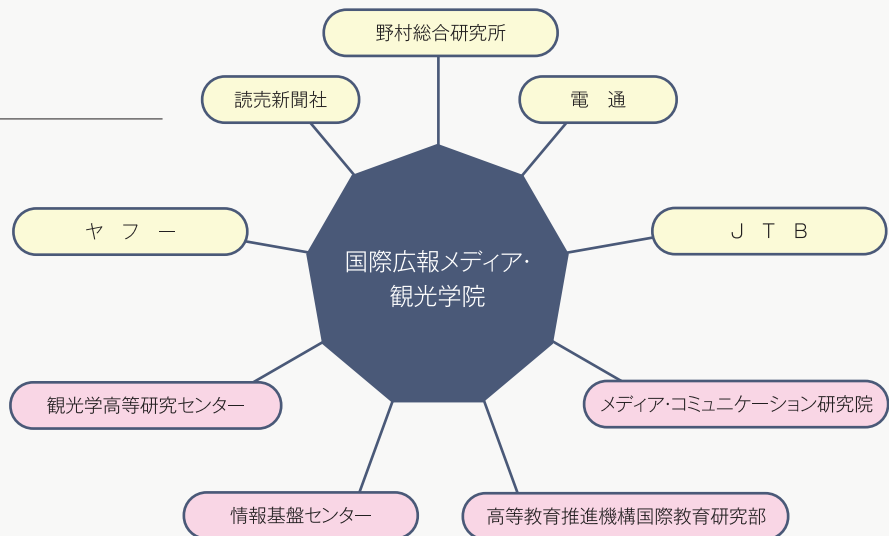 野村総合研究所
読売新聞社
電　通
ヤ　フ　ー
J　T　B
国際広報メディア・
観光学院
観光学高等研究センター
メディア・コミュニケーション研究院
情報基盤センター
高等教育推進機構国際教育研究部